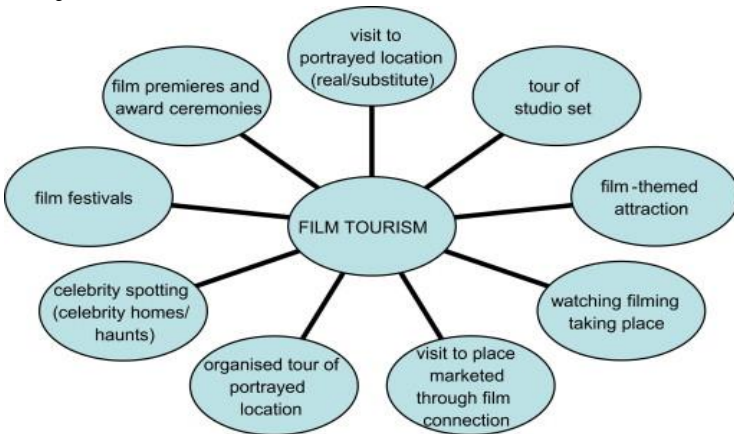 visit to
portrayed location
(real/substitute)
film premieres and
award ceremonies
tour of
studio set
film festivals
film-themed
attraction
FILM TOURISM
celebrity spotting
(celebrity homes/
haunts)
watching filming
taking place
organised tour of
portrayed
location
visit to place
marketed
through film
connection